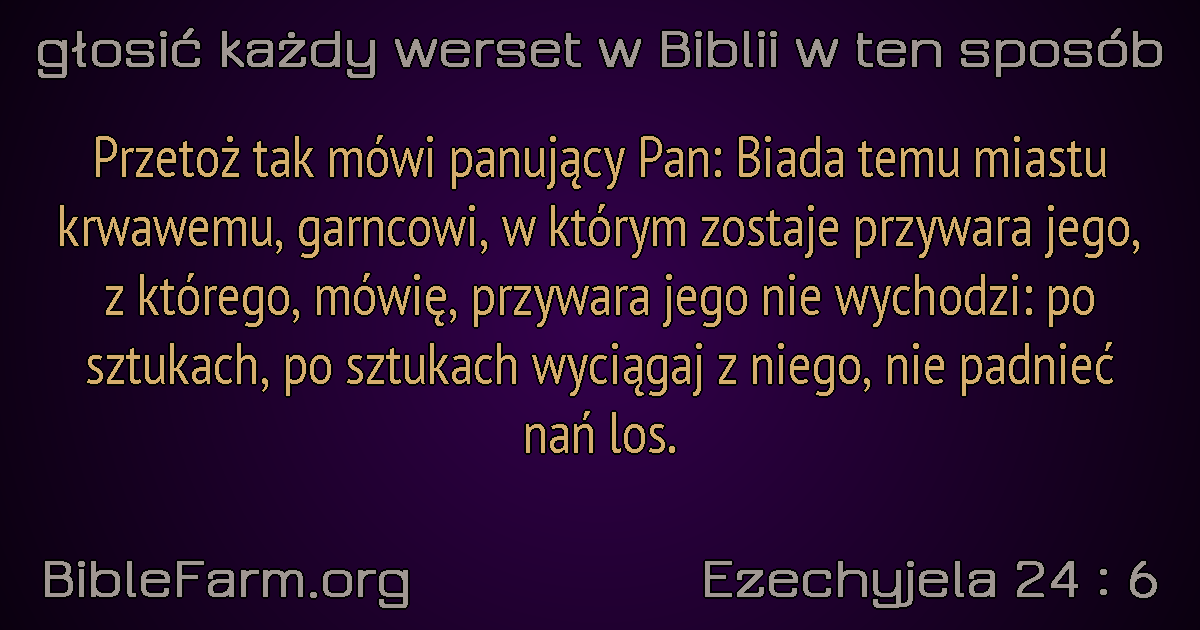 głosić każdy werset w Biblii w ten sposób
Przetoż tak mówi panujący Pan: Biada temu miastu
krwawemu, garncowi, w którym zostaje przywara jego,
z którego, mówię, przywara jego nie wychodzi: po
sztukach, po sztukach wyciągaj z niego, nie padnieć
nań los.
BibleFarm.org
Ezechyjela 24 : 6